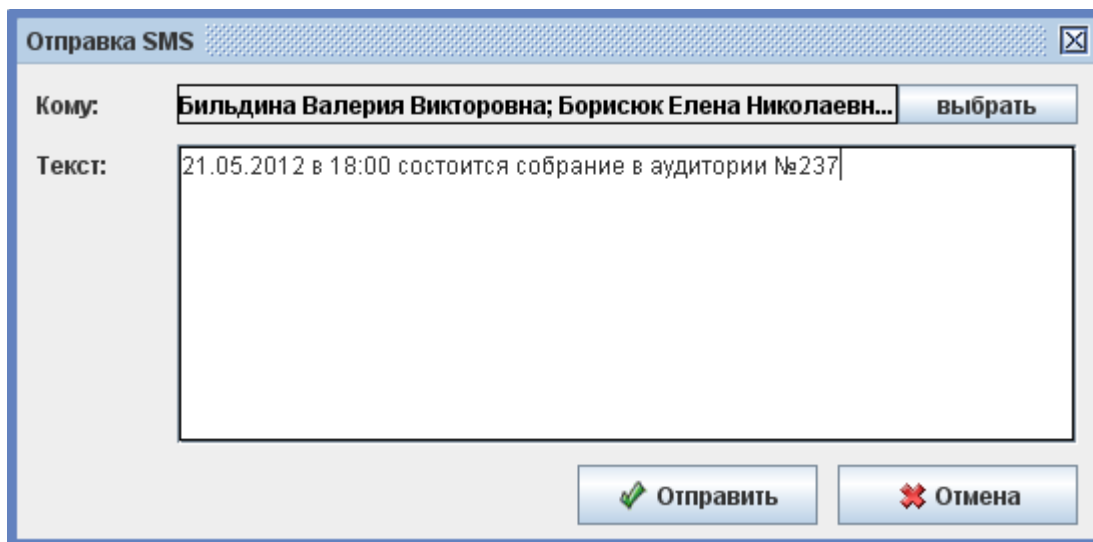 Отправка SMS
Кому: Бильдина Валерия Викторовна; Борисюк Елена Николаевн... выбрать
Текст: 21.05.2012 в 18:00 состоится собрание в аудитории №237
Отправить Отмена